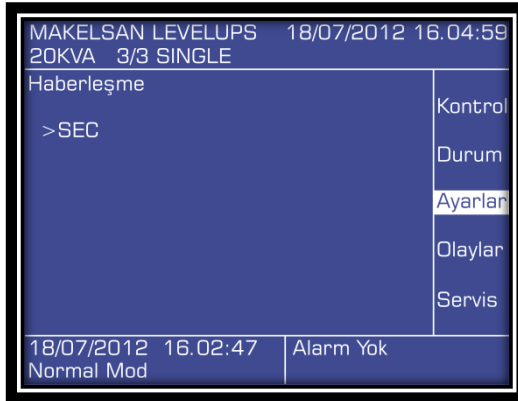 MAKELSAN LEVELUPS 18/07/2012 16.04:59
20KVA 3/3 SINGLE
Haberleşme
>SEC
Kontrol
Durum
Ayarlar
Olaylar
Servis
18/07/2012 16.02:47
Normal Mod
Alarm Yok